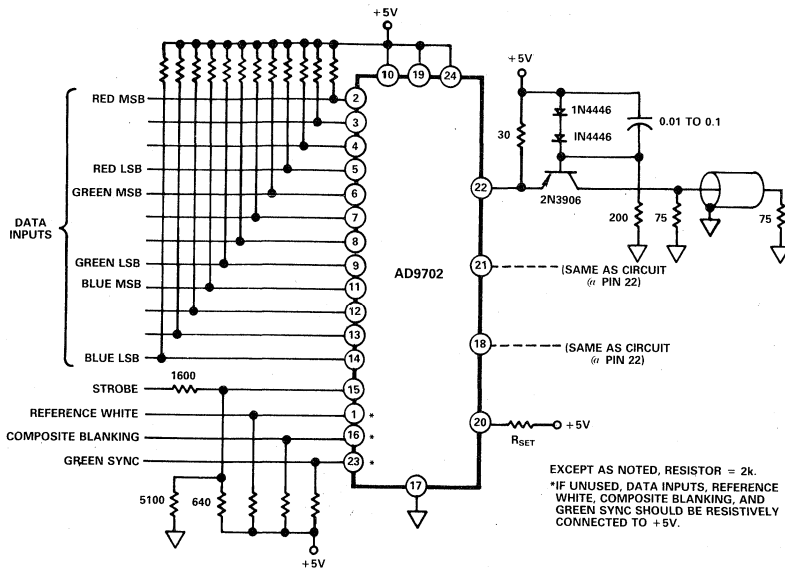 +5V
10
19
24
+5V
RED MSB
2
3
4
RED LSB
5
GREEN MSB
6
7
8
GREEN LSB
9
BLUE MSB
11
12
13
BLUE LSB
14
DATA
INPUTS
STROBE
1600
15
REFERENCE WHITE
1
*
COMPOSITE BLANKING
16
*
GREEN SYNC
23
*
5100
640
+5V
17
AD9702
22
30
1N4446
IN4446
0.01 TO 0.1
2N3906
200
75
75
21
(SAME AS CIRCUIT
@ PIN 22)
18
(SAME AS CIRCUIT
@ PIN 22)
20
RSET
+5V
EXCEPT AS NOTED, RESISTOR = 2k.
*IF UNUSED, DATA INPUTS, REFERENCE
WHITE, COMPOSITE BLANKING, AND
GREEN SYNC SHOULD BE RESISTIVELY
CONNECTED TO +5V.